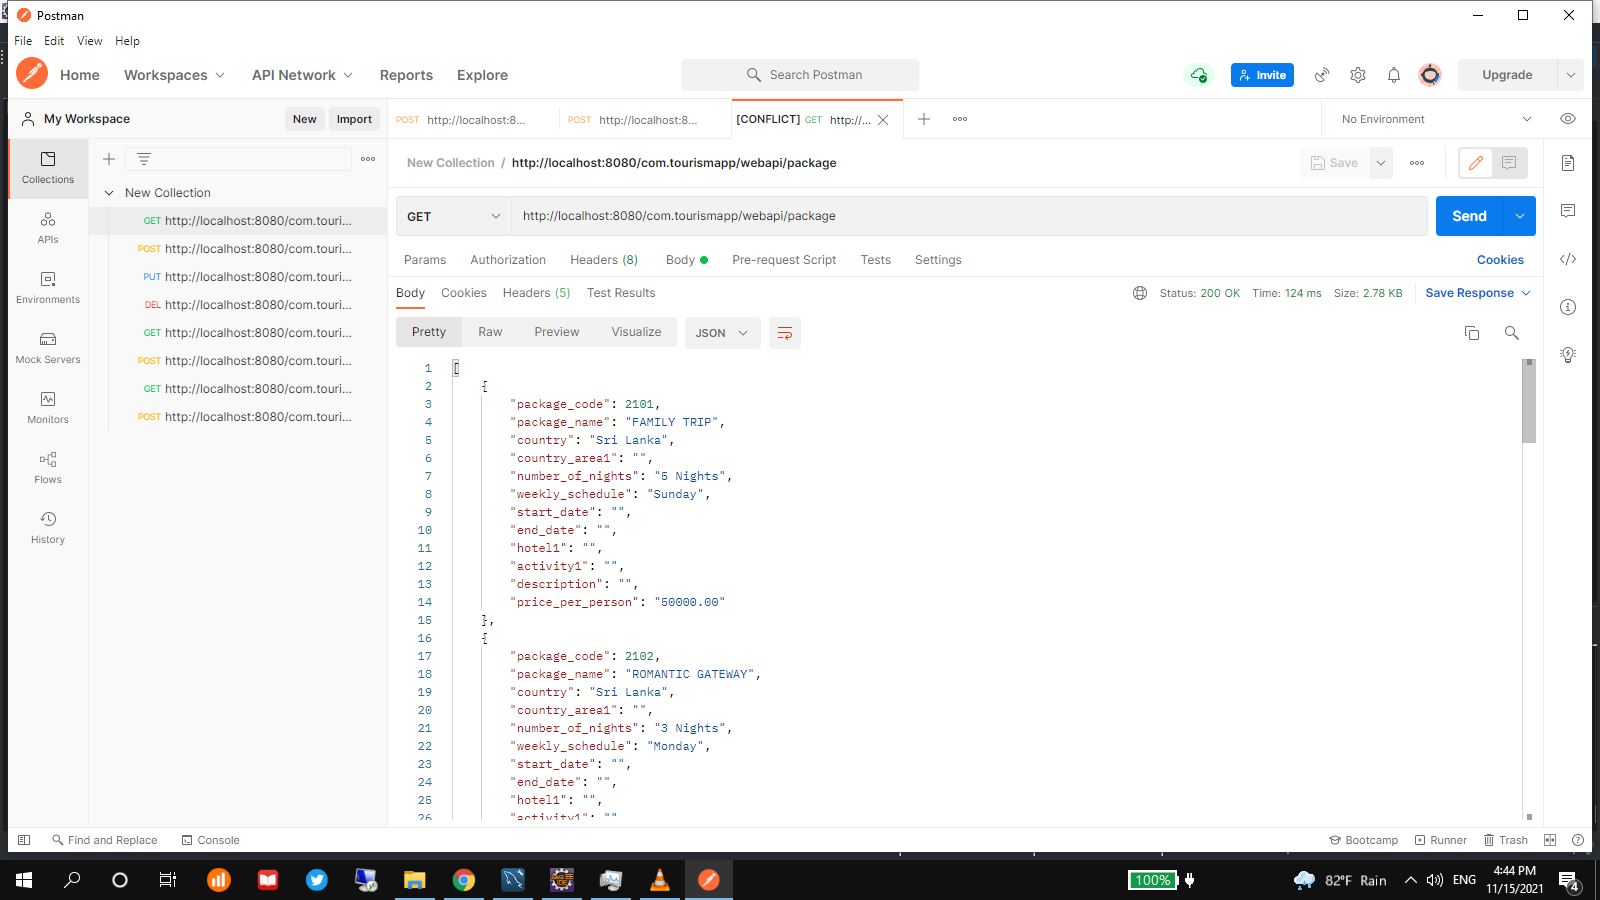 Postman
File Edit View Help
Home Workspaces API Network Reports Explore
Search Postman
Invite
Upgrade
My Workspace
New Import
POST http://localhost:8...
POST http://localhost:8...
[CONFLICT] GET http://...
No Environment
New Collection / http://localhost:8080/com.tourismapp/webapi/package
Save
GET http://localhost:8080/com.tourismapp/webapi/package
Send
Params Authorization Headers (8) Body Pre-request Script Tests Settings Cookies
Body Cookies Headers (5) Test Results
Status: 200 OK Time: 124 ms Size: 2.78 KB Save Response
Pretty Raw Preview Visualize JSON
Collections
APIs
Environments
Mock Servers
Monitors
Flows
History
New Collection
GET http://localhost:8080/com.touri...
POST http://localhost:8080/com.touri...
PUT http://localhost:8080/com.touri...
DEL http://localhost:8080/com.touri...
GET http://localhost:8080/com.touri...
POST http://localhost:8080/com.touri...
GET http://localhost:8080/com.touri...
POST http://localhost:8080/com.touri...
1 [
2 {
3 "package_code": 2101,
4 "package_name": "FAMILY TRIP",
5 "country": "Sri Lanka",
6 "country_area1": "",
7 "number_of_nights": "5 Nights",
8 "weekly_schedule": "Sunday",
9 "start_date": "",
10 "end_date": "",
11 "hotel1": "",
12 "activity1": "",
13 "description": "",
14 "price_per_person": "50000.00"
15 },
16 {
17 "package_code": 2102,
18 "package_name": "ROMANTIC GATEWAY",
19 "country": "Sri Lanka",
20 "country_area1": "",
21 "number_of_nights": "3 Nights",
22 "weekly_schedule": "Monday",
23 "start_date": "",
24 "end_date": "",
25 "hotel1": "",
26 "activity1": ""
Find and Replace Console
Bootcamp Runner Trash
100%
82°F Rain
ENG
4:44 PM
11/15/2021
4